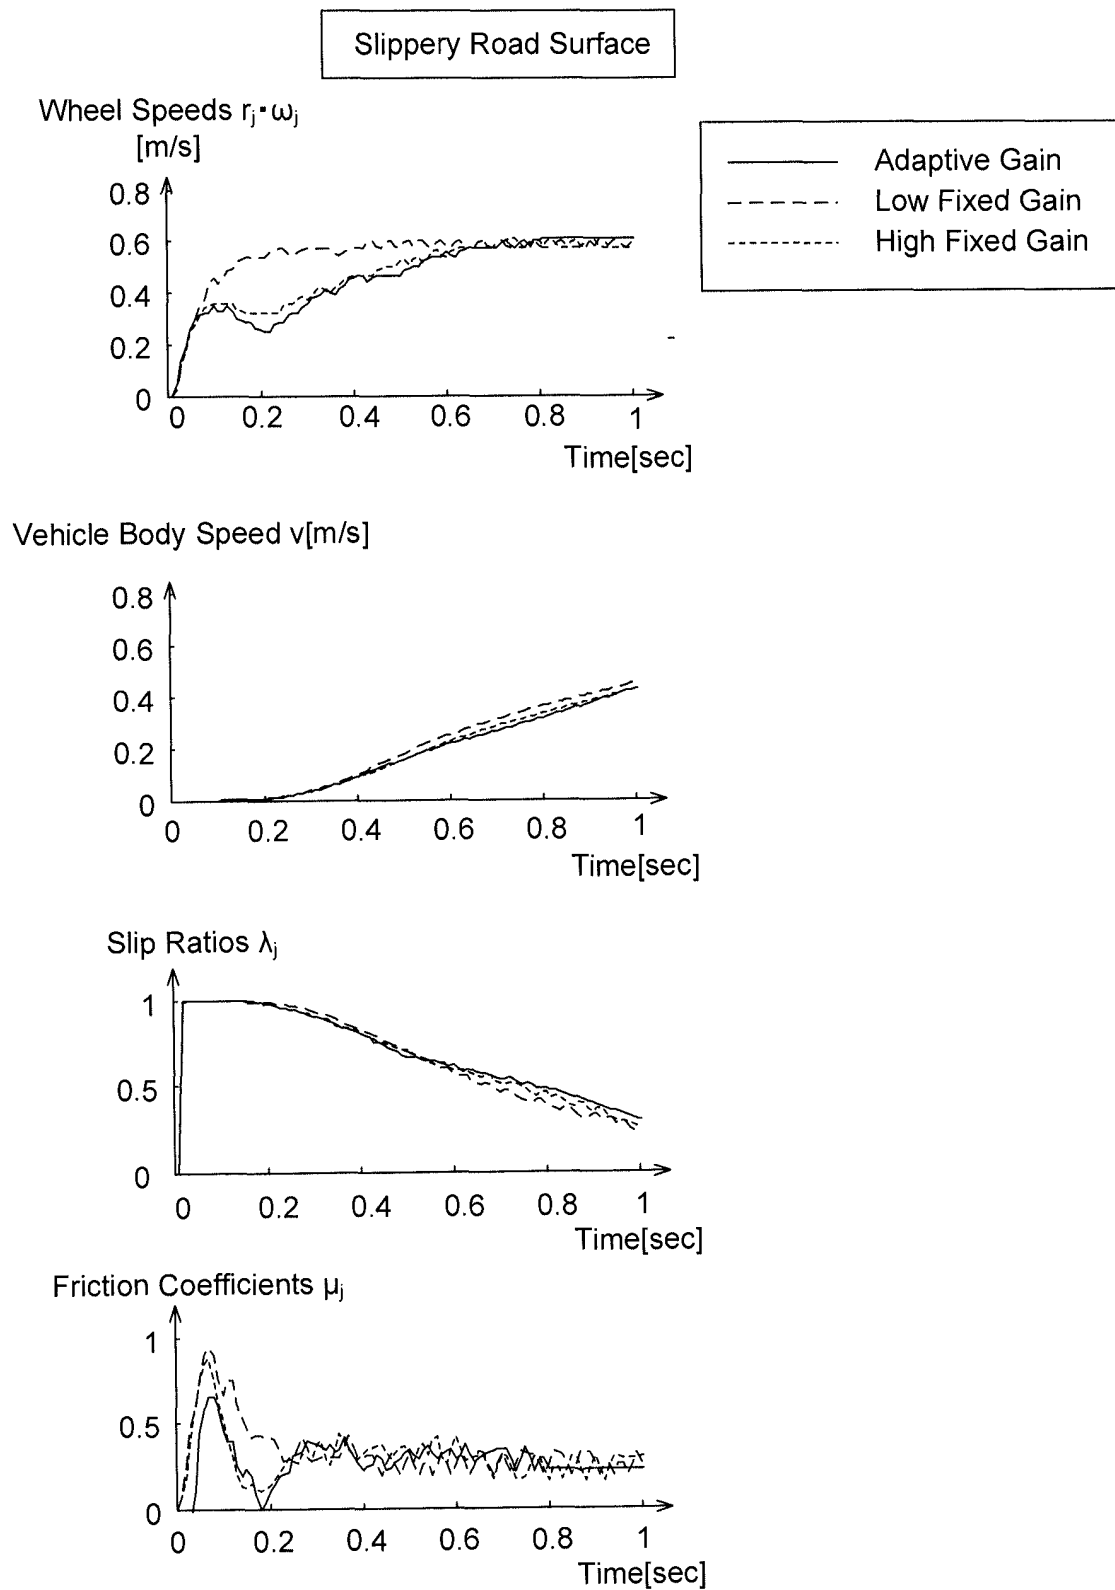 Slippery Road Surface
Wheel Speeds rj·ωj
[m/s]
Adaptive Gain
Low Fixed Gain
High Fixed Gain
0.8
0.6
0.4
0.2
0
0 0.2 0.4 0.6 0.8 1
Time[sec]
Vehicle Body Speed v[m/s]
0.8
0.6
0.4
0.2
0
0 0.2 0.4 0.6 0.8 1
Time[sec]
Slip Ratios λj
1
0.5
0
0 0.2 0.4 0.6 0.8 1
Time[sec]
Friction Coefficients μj
1
0.5
0
0 0.2 0.4 0.6 0.8 1
Time[sec]